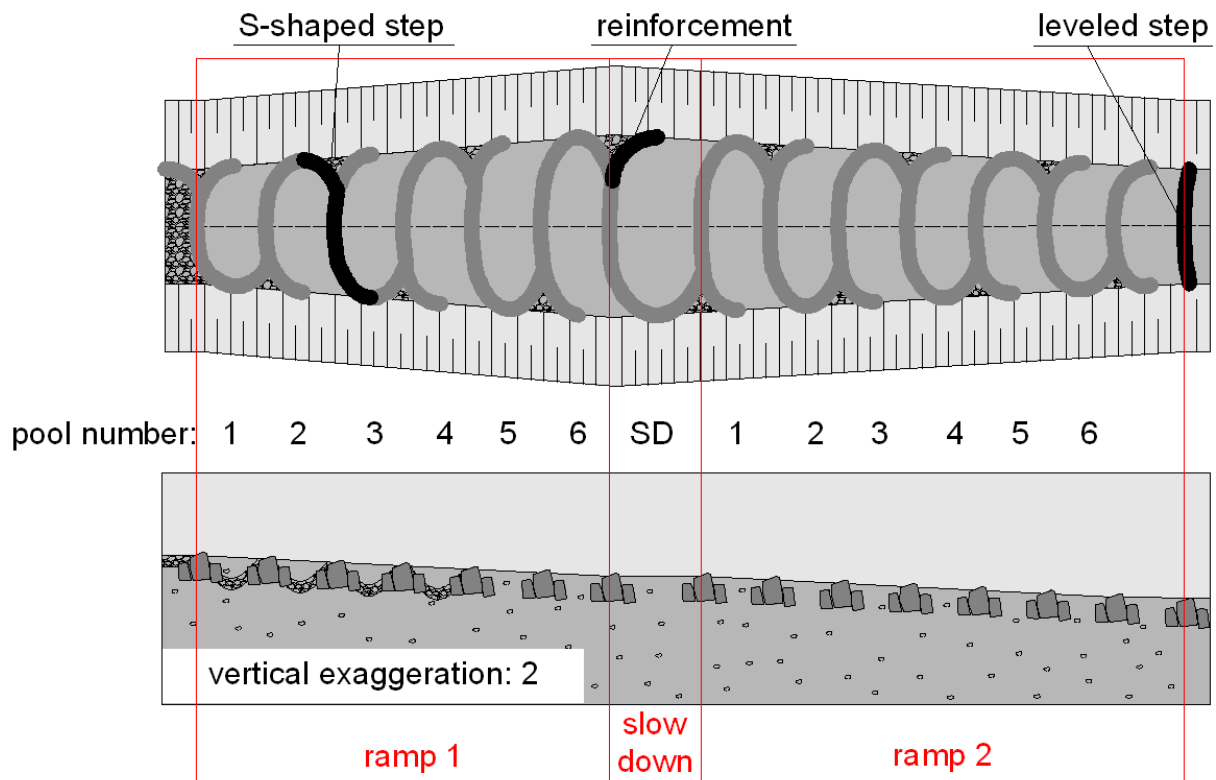 S-shaped step reinforcement leveled step
pool number: 1 2 3 4 5 6 SD 1 2 3 4 5 6
vertical exaggeration: 2
ramp 1
slow
down
ramp 2